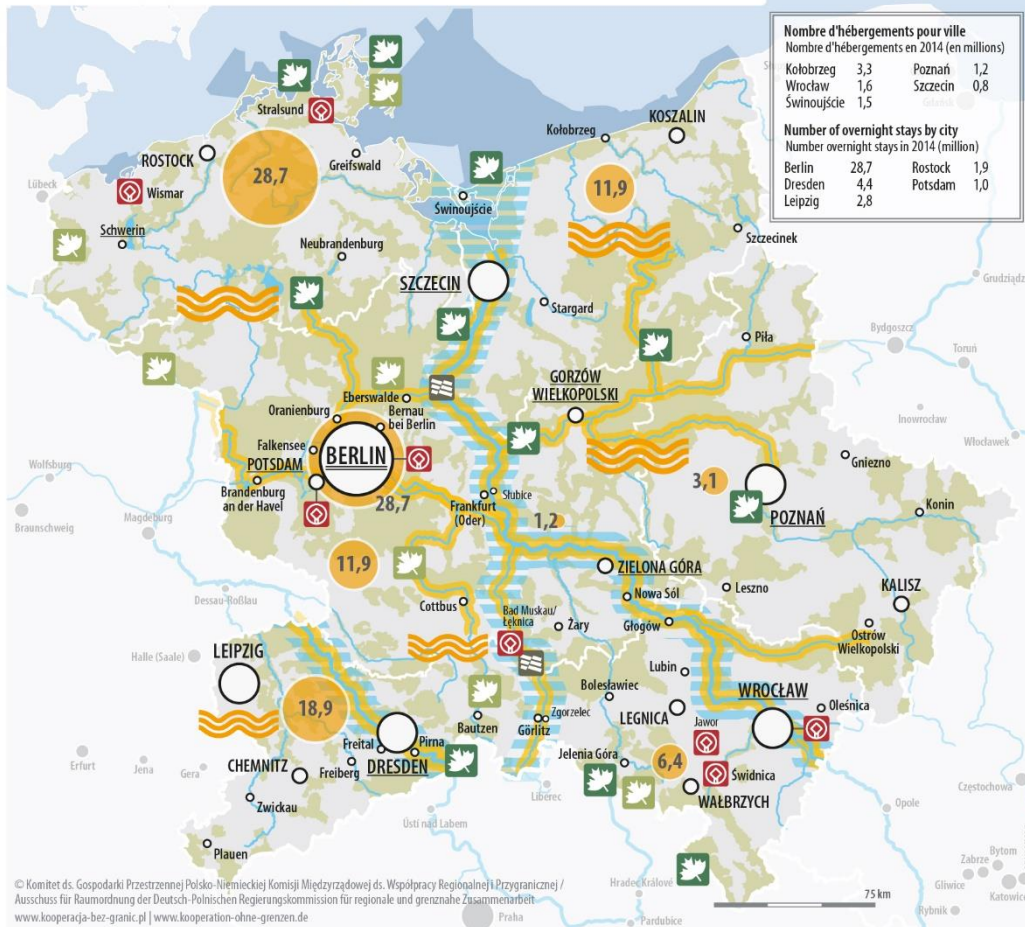 Nombre d'hébergements pour ville
Nombre d'hébergements en 2014 (en millions)
Kołobrzeg 3,3 Poznań 1,2
Wrocław 1,6 Szczecin 0,8
Świnoujście 1,5
Number of overnight stays by city
Number overnight stays in 2014 (million)
Berlin 28,7 Rostock 1,9
Dresden 4,4 Potsdam 1,0
Leipzig 2,8
Stralsund
ROSTOCK
Greifswald
28,7
Lübeck
Wismar
Schwerin
Neubrandenburg
Świnoujście
Kołobrzeg
KOSZALIN
11,9
Szczecinek
Gdańsk
Grudziądz
SZCZECIN
Stargard
Piła
Bydgoszcz
Toruń
Inowrocław
Włocławek
GORZÓW
WIELKOPOLSKI
Eberswalde
Bernau
bei Berlin
Oranienburg
Falkensee
POTSDAM
BERLIN
28,7
Brandenburg
an der Havel
Wolfsburg
Braunschweig
Magdeburg
Frankfurt
(Oder)
Słubice
1,2
3,1
POZNAŃ
Gniezno
Konin
11,9
ZIELONA GÓRA
Nowa Sól
Leszno
KALISZ
Ostrów
Wielkopolski
Dessau-Roßlau
Cottbus
Bad Muskau/
Łęknica
Żary
Głogów
Halle (Saale)
LEIPZIG
18,9
Lubin
Bolesławiec
LEGNICA
WROCŁAW
Oleśnica
Jawor
Bautzen
Zgorzelec
Görlitz
Freital
Pirna
DRESDEN
Freiberg
CHEMNITZ
Zwickau
Plauen
Erfurt
Jena
Gera
Jelenia Góra
6,4
Świdnica
WAŁBRZYCH
Liberec
Ústí nad Labem
Opole
Częstochowa
Bytom
Zabrze
Gliwice
Katowice
Rybnik
Hradec Králové
Pardubice
Praha
75 km
© Komitet ds. Gospodarki Przestrzennej Polsko-Niemieckiej Komisji Międzyrządowej ds. Współpracy Regionalnej i Przygranicznej /
Ausschuss für Raumordnung der Deutsch-Polnischen Regierungskommission für regionale und grenznahe Zusammenarbeit
www.kooperacja-bez-granic.pl | www.kooperation-ohne-grenzen.de